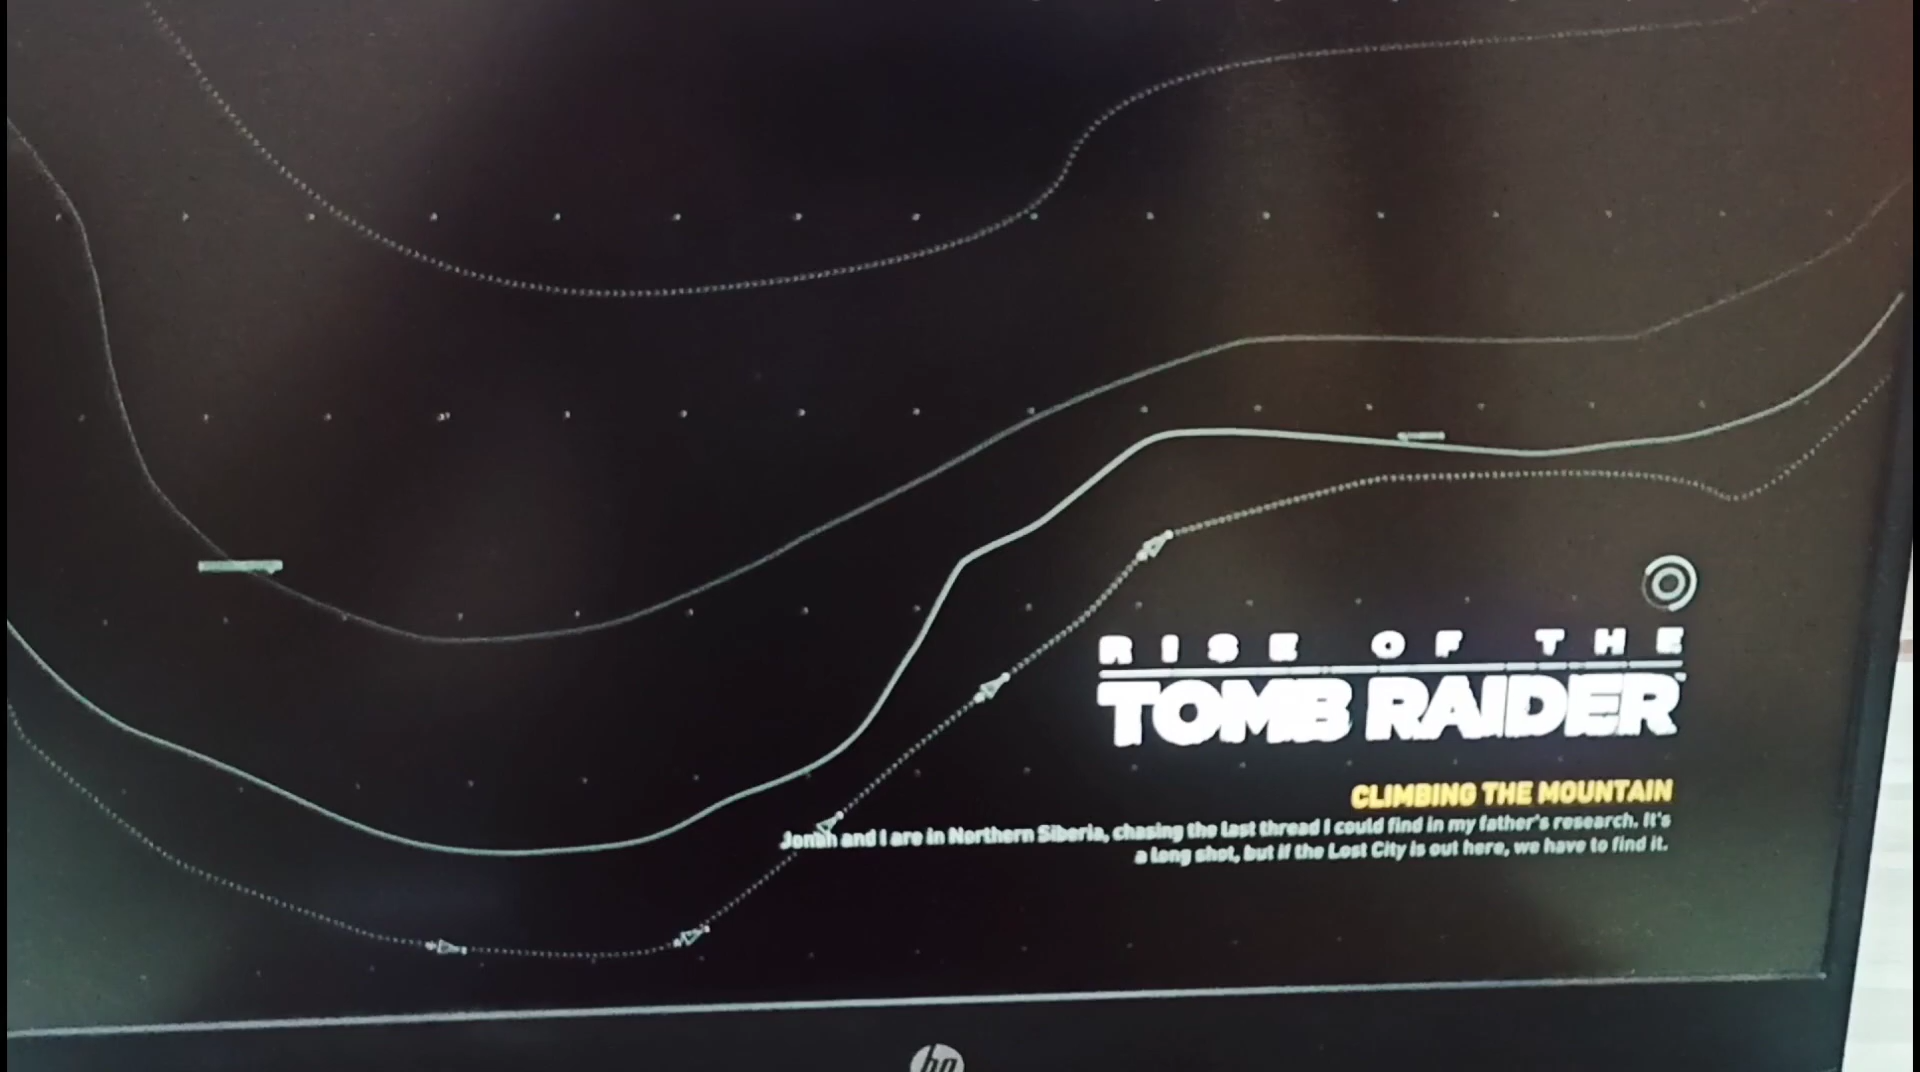 RISE OF THE
TOMB RAIDER
CLIMBING THE MOUNTAIN
Jonah and I are in Northern Siberia, chasing the last thread I could find in my father's research. It's
a long shot, but if the Lost City is out here, we have to find it.
hp